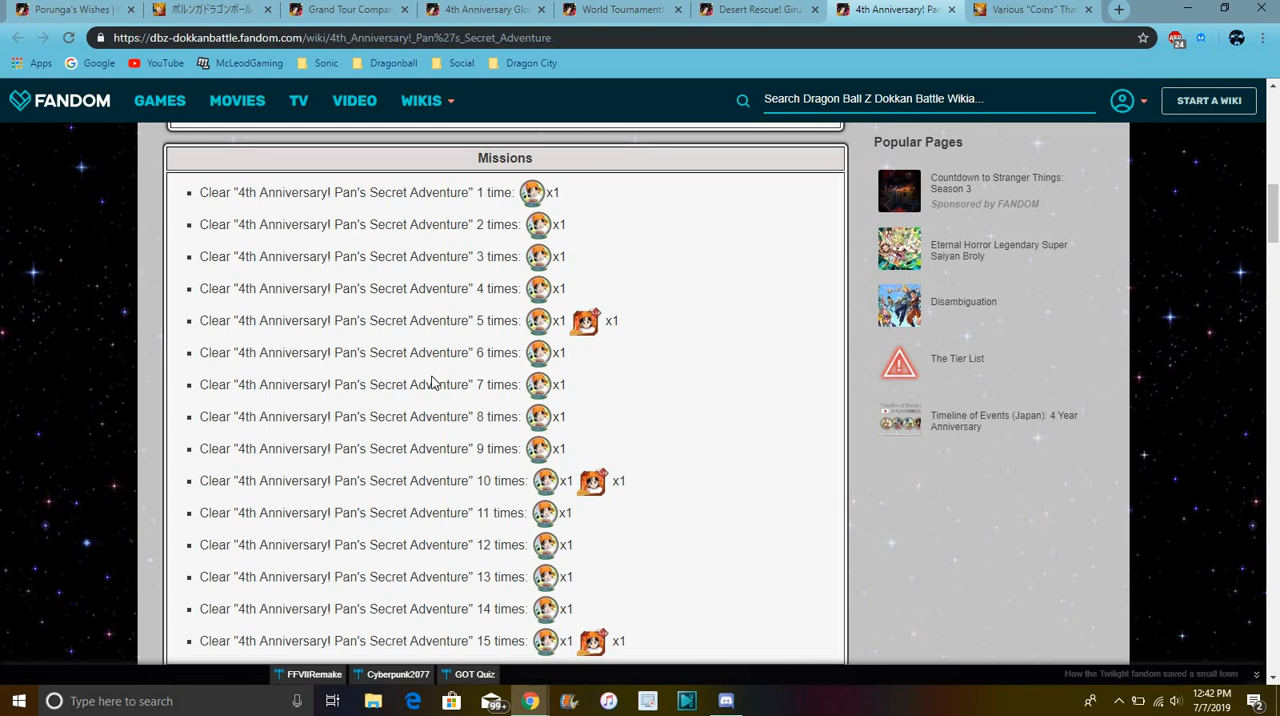 Porunga's Wishes | ボルンガドラゴンボール Grand Tour Compan 4th Anniversary Glo World Tournament! Desert Rescue! Giru 4th Anniversary! Pan Various "Coins" Tha
https://dbz-dokkanbattle.fandom.com/wiki/4th_Anniversary!_Pan%27s_Secret_Adventure 24
Apps Google YouTube McLeodGaming Sonic Dragonball Social Dragon City
FANDOM GAMES MOVIES TV VIDEO WIKIS Search Dragon Ball Z Dokkan Battle Wikia... START A WIKI
Missions
Clear "4th Anniversary! Pan's Secret Adventure" 1 time: x1
Clear "4th Anniversary! Pan's Secret Adventure" 2 times: x1
Clear "4th Anniversary! Pan's Secret Adventure" 3 times: x1
Clear "4th Anniversary! Pan's Secret Adventure" 4 times: x1
Clear "4th Anniversary! Pan's Secret Adventure" 5 times: x1 x1
Clear "4th Anniversary! Pan's Secret Adventure" 6 times: x1
Clear "4th Anniversary! Pan's Secret Adventure" 7 times: x1
Clear "4th Anniversary! Pan's Secret Adventure" 8 times: x1
Clear "4th Anniversary! Pan's Secret Adventure" 9 times: x1
Clear "4th Anniversary! Pan's Secret Adventure" 10 times: x1 x1
Clear "4th Anniversary! Pan's Secret Adventure" 11 times: x1
Clear "4th Anniversary! Pan's Secret Adventure" 12 times: x1
Clear "4th Anniversary! Pan's Secret Adventure" 13 times: x1
Clear "4th Anniversary! Pan's Secret Adventure" 14 times: x1
Clear "4th Anniversary! Pan's Secret Adventure" 15 times: x1 x1
Popular Pages
Countdown to Stranger Things:
Season 3
Sponsored by FANDOM
Eternal Horror Legendary Super
Saiyan Broly
Disambiguation
The Tier List
Timeline of Events (Japan): 4 Year
Anniversary
FFVIIRemake Cyberpunk2077 GOT Quiz How the Twilight fandom saved a small town
Type here to search 99+ 12:42 PM
7/7/2019 2